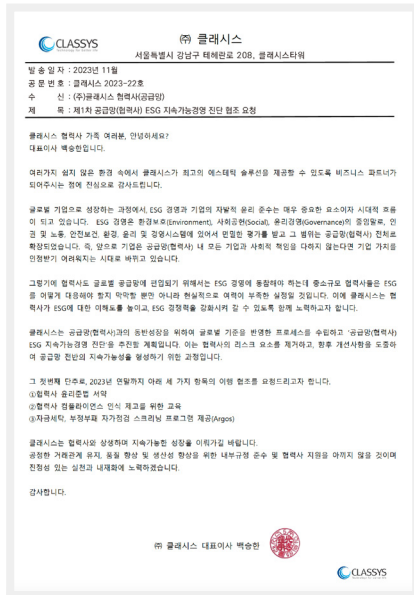 CLASSYS
㈜ 클래시스
서울특별시 강남구 테헤란로 208, 클래시스타워
발 송 일 자 : 2023년 11월
공 문 번 호 : 클래시스 2023-22호
수 신 : (주)클래시스 협력사(공급망)
제 목 : 제1차 공급망(협력사) ESG 지속가능경영 진단 협조 요청
클래시스 협력사 가족 여러분, 안녕하세요?
대표이사 백승한입니다.
여러가지 쉽지 않은 환경 속에서 클래시스가 최고의 에스테틱 솔루션을 제공할 수 있도록 비즈니스 파트너가
되어주시는 점에 진심으로 감사드립니다.
글로벌 기업으로 성장하는 과정에서, ESG 경영과 기업의 자발적 윤리 준수는 매우 중요한 요소이자 시대적 흐름
이 되고 있습니다. ESG 경영은 환경보호(Environment), 사회공헌(Social), 윤리경영(Governance)의 줄임말로, 인
권 및 노동, 안전보건, 환경, 윤리 및 경영시스템에 있어서 면밀한 평가를 받고 그 범위는 공급망(협력사) 전체로
확장되었습니다. 즉, 앞으로 기업은 공급망(협력사) 내 모든 기업과 사회적 책임을 다하지 않는다면 기업 가치를
인정받기 어려워지는 시대로 바뀌고 있습니다.
그렇기에 협력사도 글로벌 공급망에 편입되기 위해서는 ESG 경영에 동참해야 하는데 중소규모 협력사들은 ESG
를 어떻게 대응해야 할지 막막할 뿐만 아니라 현실적으로 여력이 부족한 실정일 것입니다. 이에 클래시스는 협
력사가 ESG에 대한 이해도를 높이고, ESG 경쟁력을 강화시켜 갈 수 있도록 함께 노력하고자 합니다.
클래시스는 공급망(협력사)과의 동반성장을 위하여 글로벌 기준을 반영한 프로세스를 수립하고 '공급망(협력사)
ESG 지속가능경영 진단'을 추진할 계획입니다. 이는 협력사의 리스크 요소를 제거하고, 향후 개선사항을 도출하
여 공급망 전반의 지속가능성을 형성하기 위한 과정입니다.
그 첫번째 단추로, 2023년 연말까지 아래 세 가지 항목의 이행 협조를 요청드리고자 합니다.
①협력사 윤리준법 서약
②협력사 컴플라이언스 인식 제고를 위한 교육
③자금세탁, 부정부패 자가점검 스크리닝 프로그램 제공(Argos)
클래시스는 협력사와 상생하며 지속가능한 성장을 이뤄가길 바랍니다.
공정한 거래관계 유지, 품질 향상 및 생산성 향상을 위한 내부규정 준수 및 협력사 지원을 아끼지 않을 것이며
진정성 있는 실천과 내재화에 노력하겠습니다.
감사합니다.
㈜ 클래시스 대표이사 백승한
CLASSYS